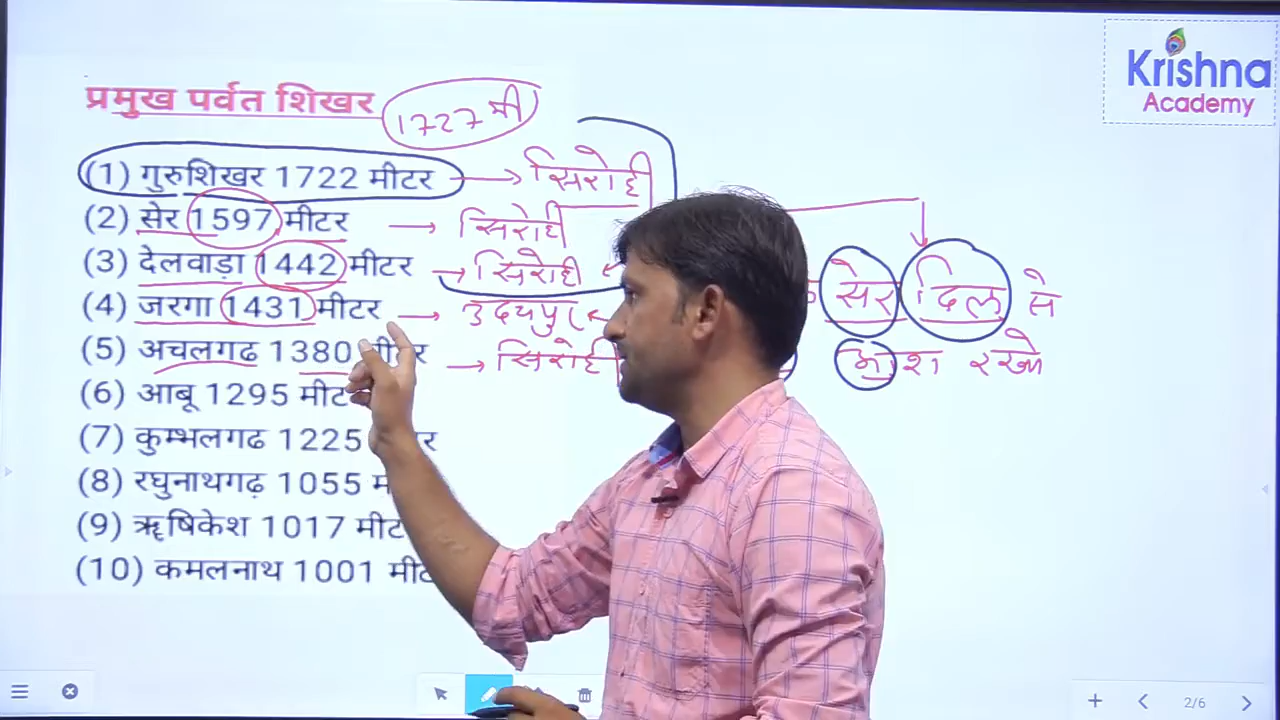 Krishna
Academy
प्रमुख पर्वत शिखर 1727 मी
(1) गुरुशिखर 1722 मीटर → सिरोही
(2) सेर 1597 मीटर → सिरोही
(3) देलवाड़ा 1442 मीटर → सिरोही
सेर दिल से
(4) जरगा 1431 मीटर → उदयपुर
(5) अचलगढ 1380 मीटर → सिरोही
रखो
(6) आबू 1295
(7) कुम्भलगढ 1225
(8) रघुनाथगढ़ 1055
(9) ऋषिकेश 1017
(10) कमलनाथ 1001
2/6